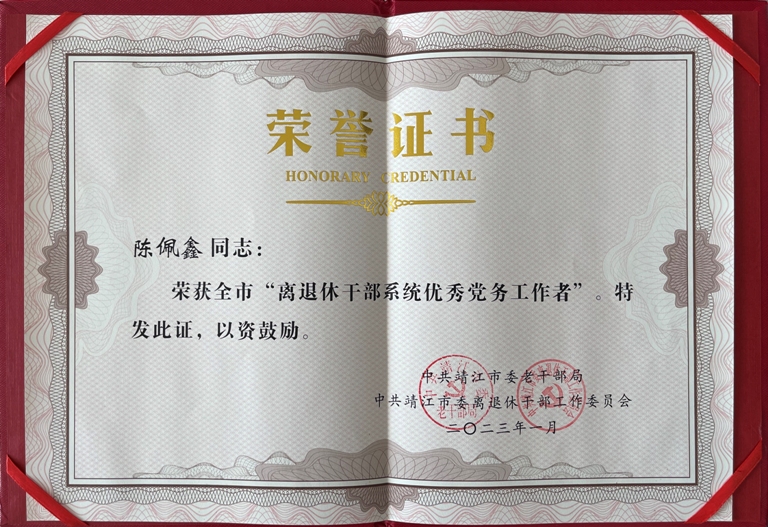 荣誉证书
HONORARY CREDENTIAL
陈佩鑫同志：
荣获全市“离退休干部系统优秀党务工作者”。特
发此证，以资鼓励。
中共靖江市委老干部局
中共靖江市委离退休干部工作委员会
二〇二三年一月